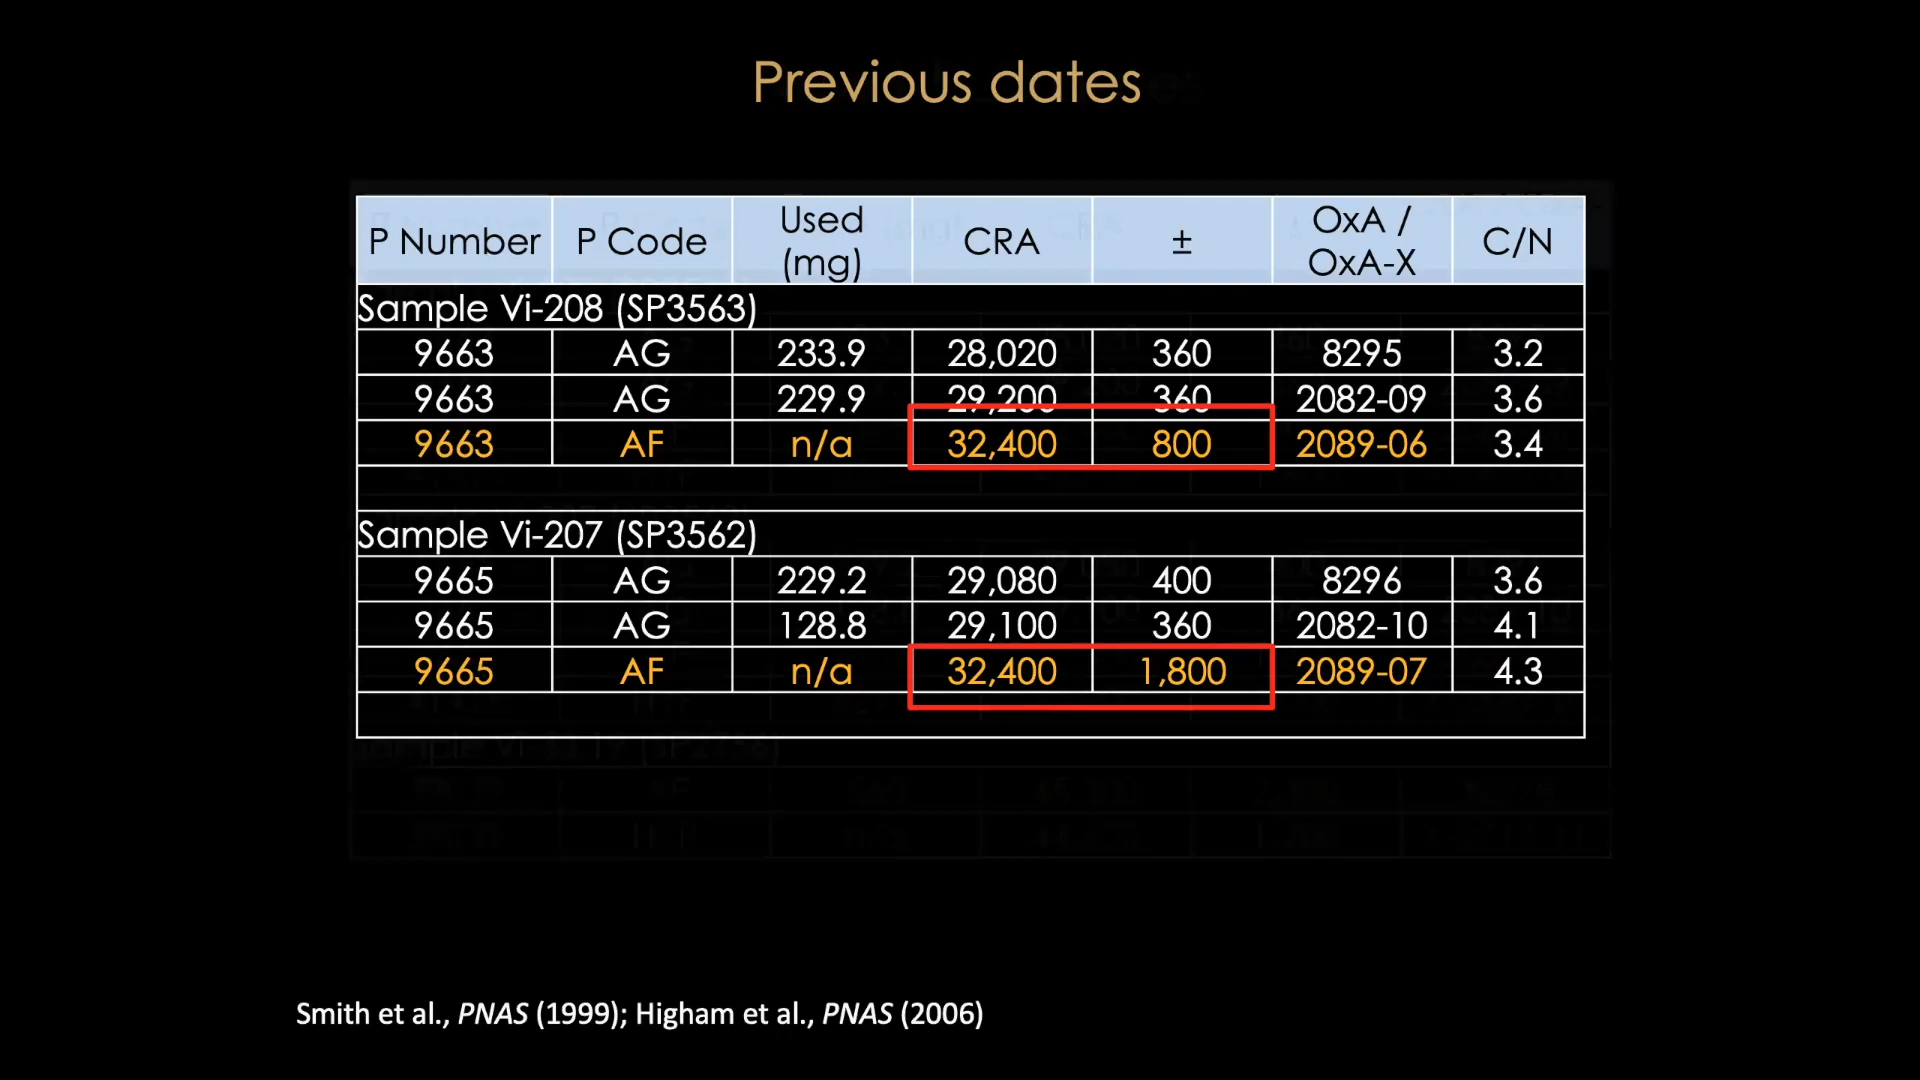 Previous dates
P Number P Code Used (mg) CRA ± OxA / OxA-X C/N
Sample Vi-208 (SP3563)
9663 AG 233.9 28,020 360 8295 3.2
9663 AG 229.9 29,200 360 2082-09 3.6
9663 AF n/a 32,400 800 2089-06 3.4
Sample Vi-207 (SP3562)
9665 AG 229.2 29,080 400 8296 3.6
9665 AG 128.8 29,100 360 2082-10 4.1
9665 AF n/a 32,400 1,800 2089-07 4.3
Smith et al., PNAS (1999); Higham et al., PNAS (2006)